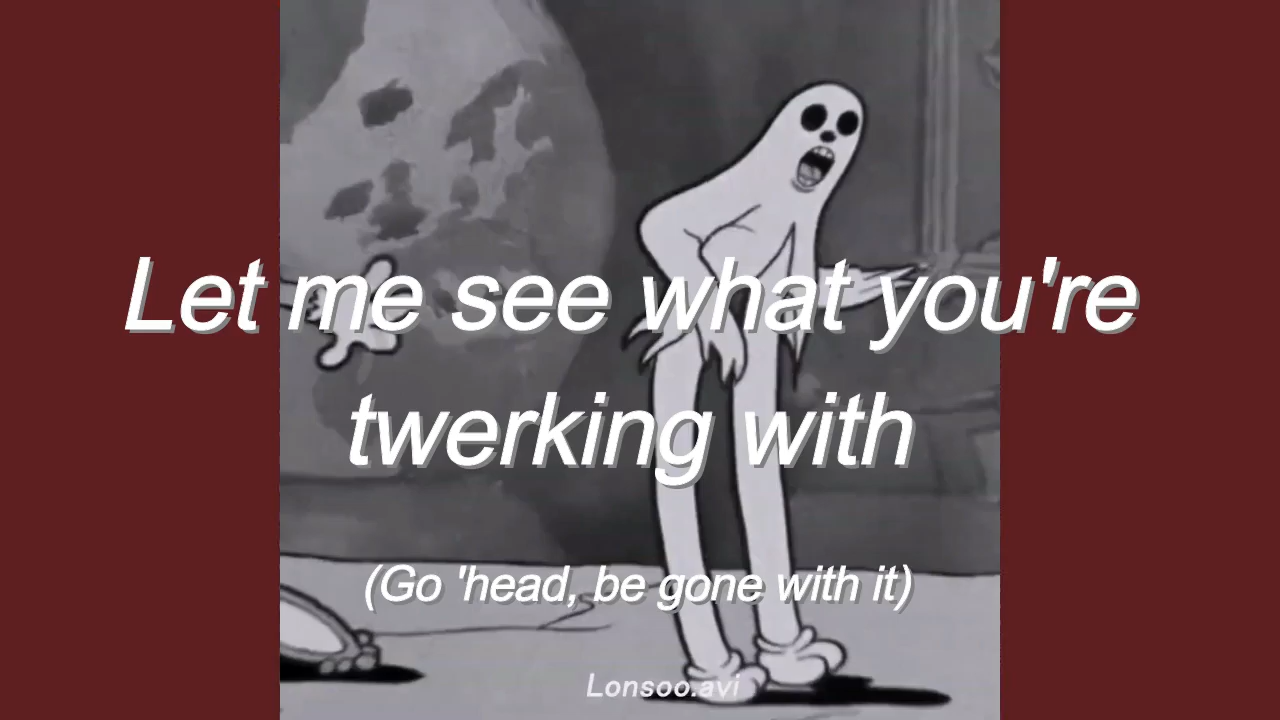 Let me see what you're
twerking with
(Go 'head, be gone with it)
Lonsoo.avi